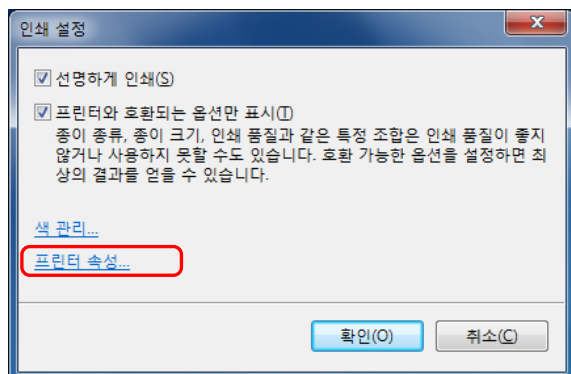 인쇄 설정
선명하게 인쇄(S)
프린터와 호환되는 옵션만 표시(T)
종이 종류, 종이 크기, 인쇄 품질과 같은 특정 조합은 인쇄 품질이 좋지
않거나 사용하지 못할 수도 있습니다. 호환 가능한 옵션을 설정하면 최
상의 결과를 얻을 수 있습니다.
색 관리...
프린터 속성...
확인(O)
취소(C)